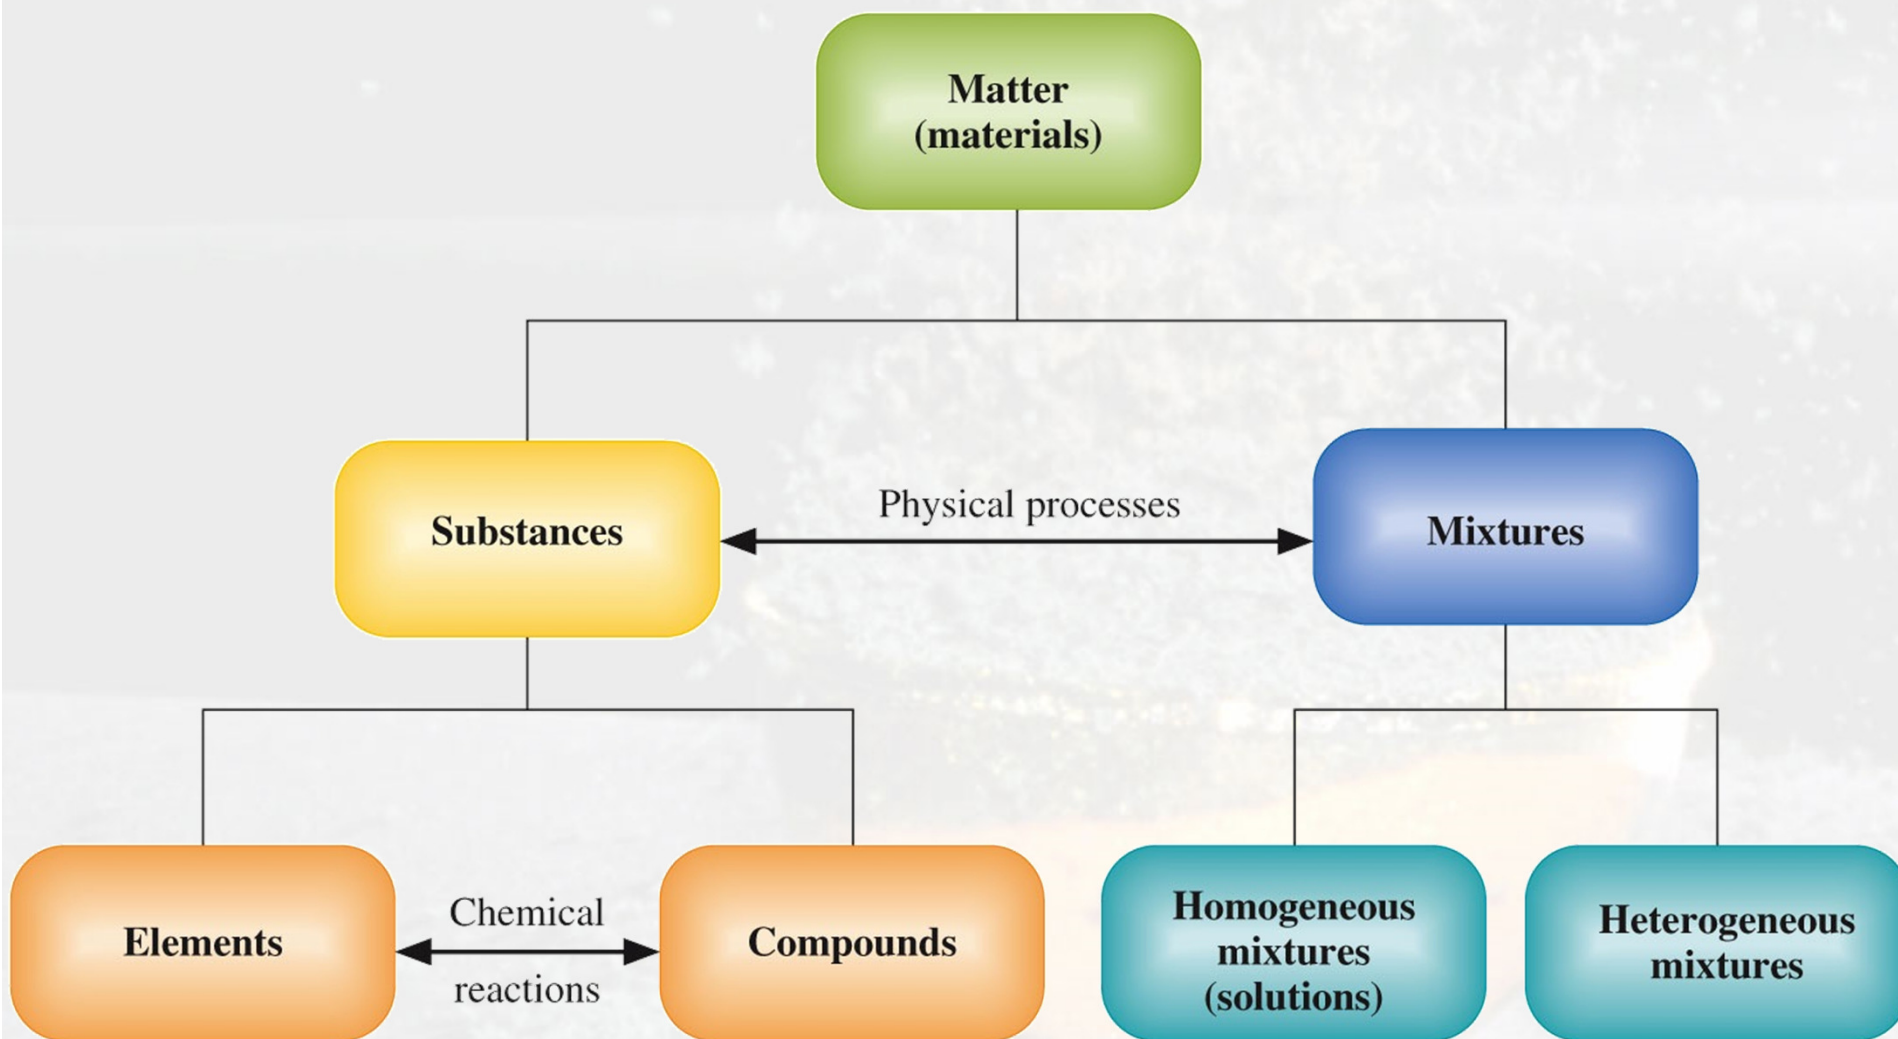 Matter
(materials)
Physical processes
Substances
Mixtures
Chemical
reactions
Elements
Compounds
Homogeneous
mixtures
(solutions)
Heterogeneous
mixtures